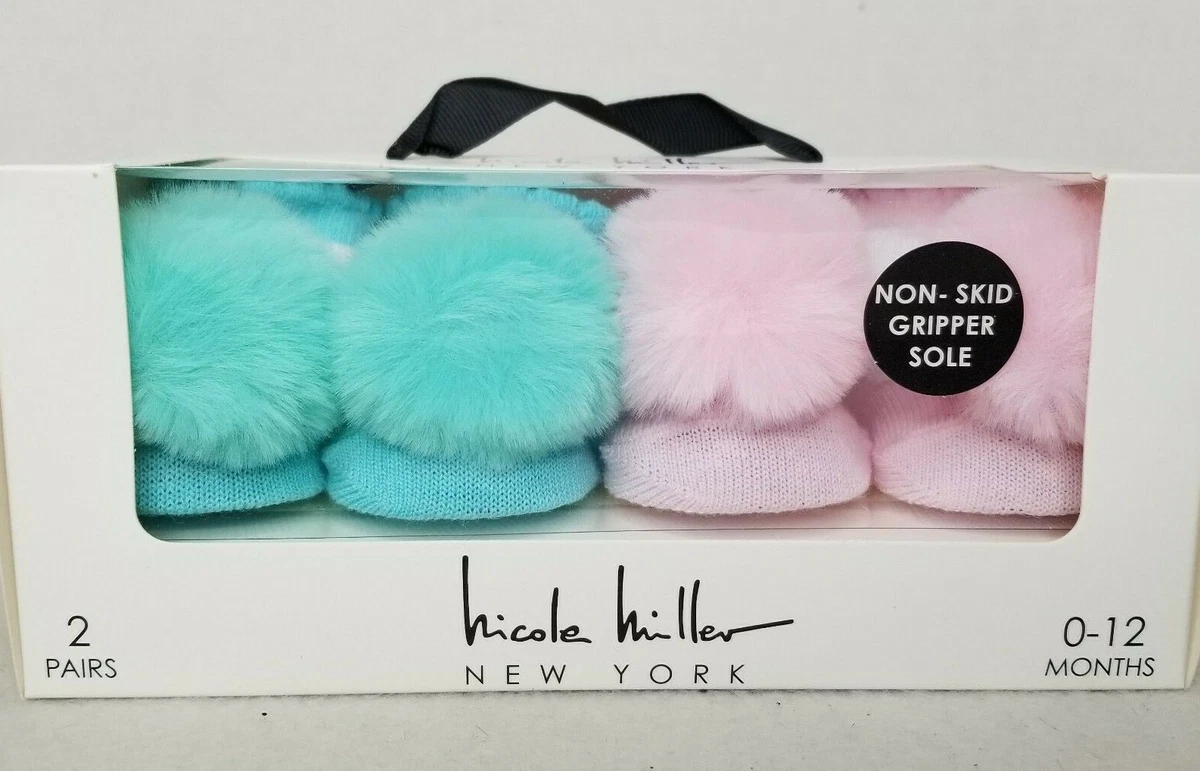 NON- SKID
GRIPPER
SOLE
nicole miller
NEW YORK
2
PAIRS
0-12
MONTHS